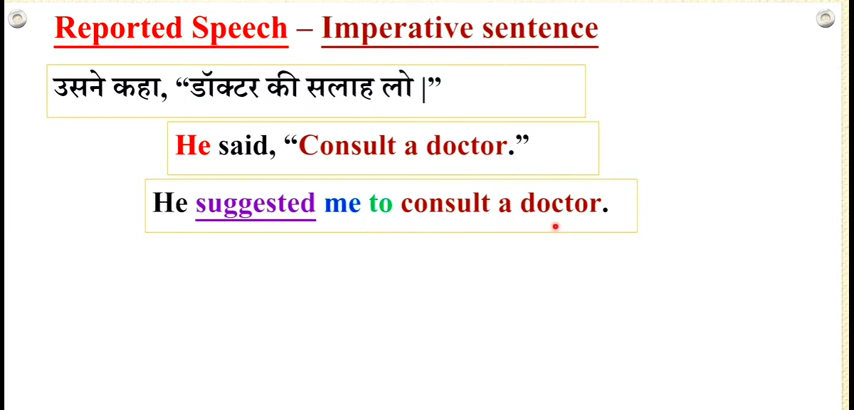 Reported Speech – Imperative sentence
उसने कहा, “डॉक्टर की सलाह लो |”
He said, “Consult a doctor.”
He suggested me to consult a doctor.